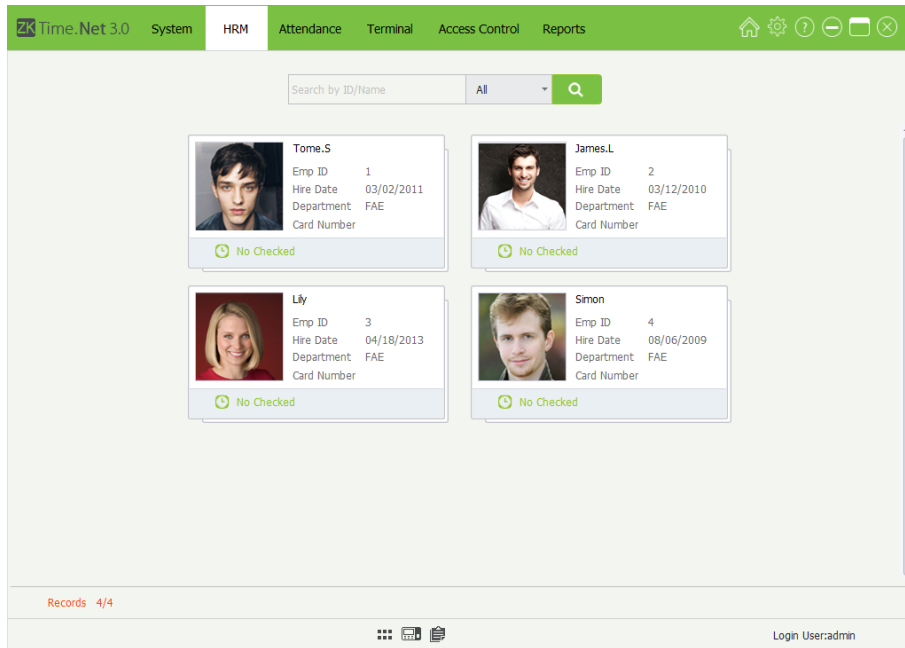 ZK Time.Net 3.0 System HRM Attendance Terminal Access Control Reports
Search by ID/Name All
Tome.S
Emp ID 1
Hire Date 03/02/2011
Department FAE
Card Number
No Checked
James.L
Emp ID 2
Hire Date 03/12/2010
Department FAE
Card Number
No Checked
Lily
Emp ID 3
Hire Date 04/18/2013
Department FAE
Card Number
No Checked
Simon
Emp ID 4
Hire Date 08/06/2009
Department FAE
Card Number
No Checked
Records 4/4
Login User:admin